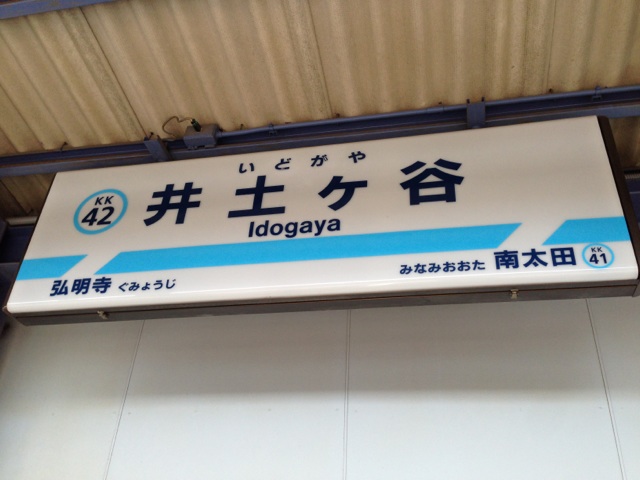 いどがや
KK
42
井土ヶ谷
Idogaya
弘明寺 ぐみょうじ
みなみおおた 南太田
KK
41